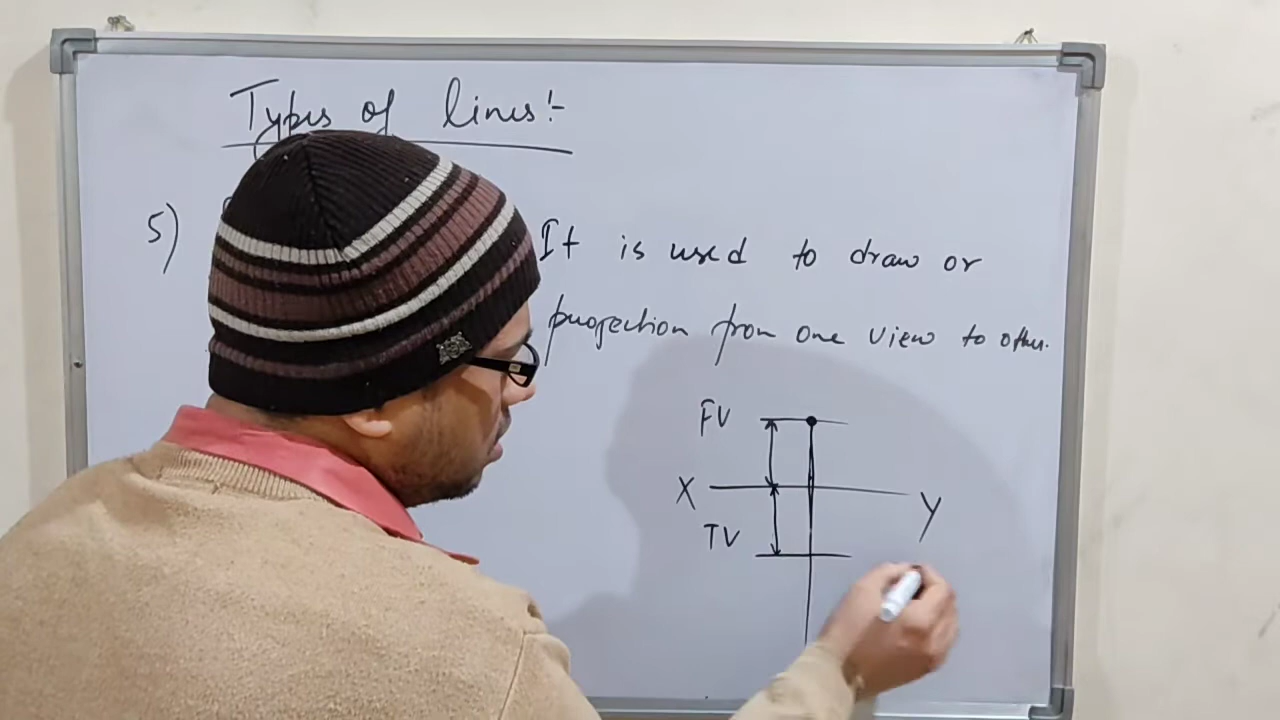 Types of lines:-
5) It is used to draw or
projection from one view to other.
FV
X Y
TV